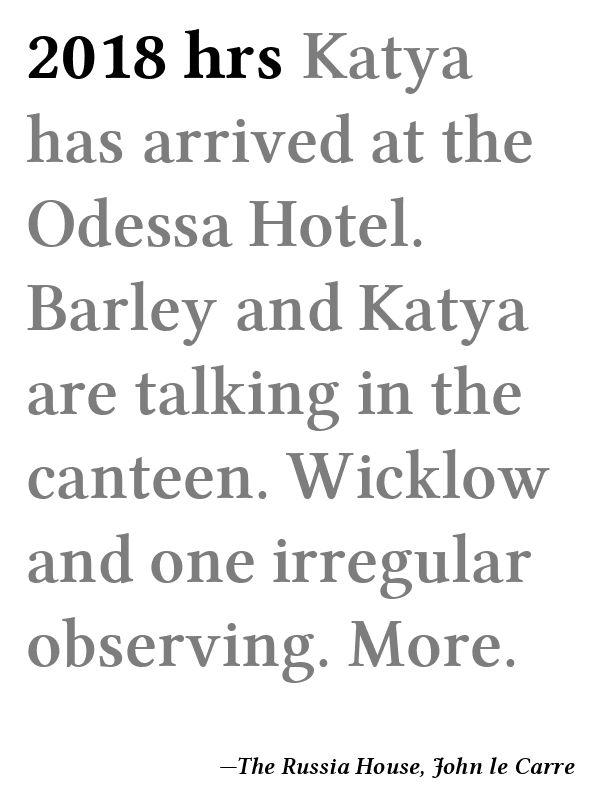 2018 hrs Katya
has arrived at the
Odessa Hotel.
Barley and Katya
are talking in the
canteen. Wicklow
and one irregular
observing. More.
—The Russia House, John le Carre